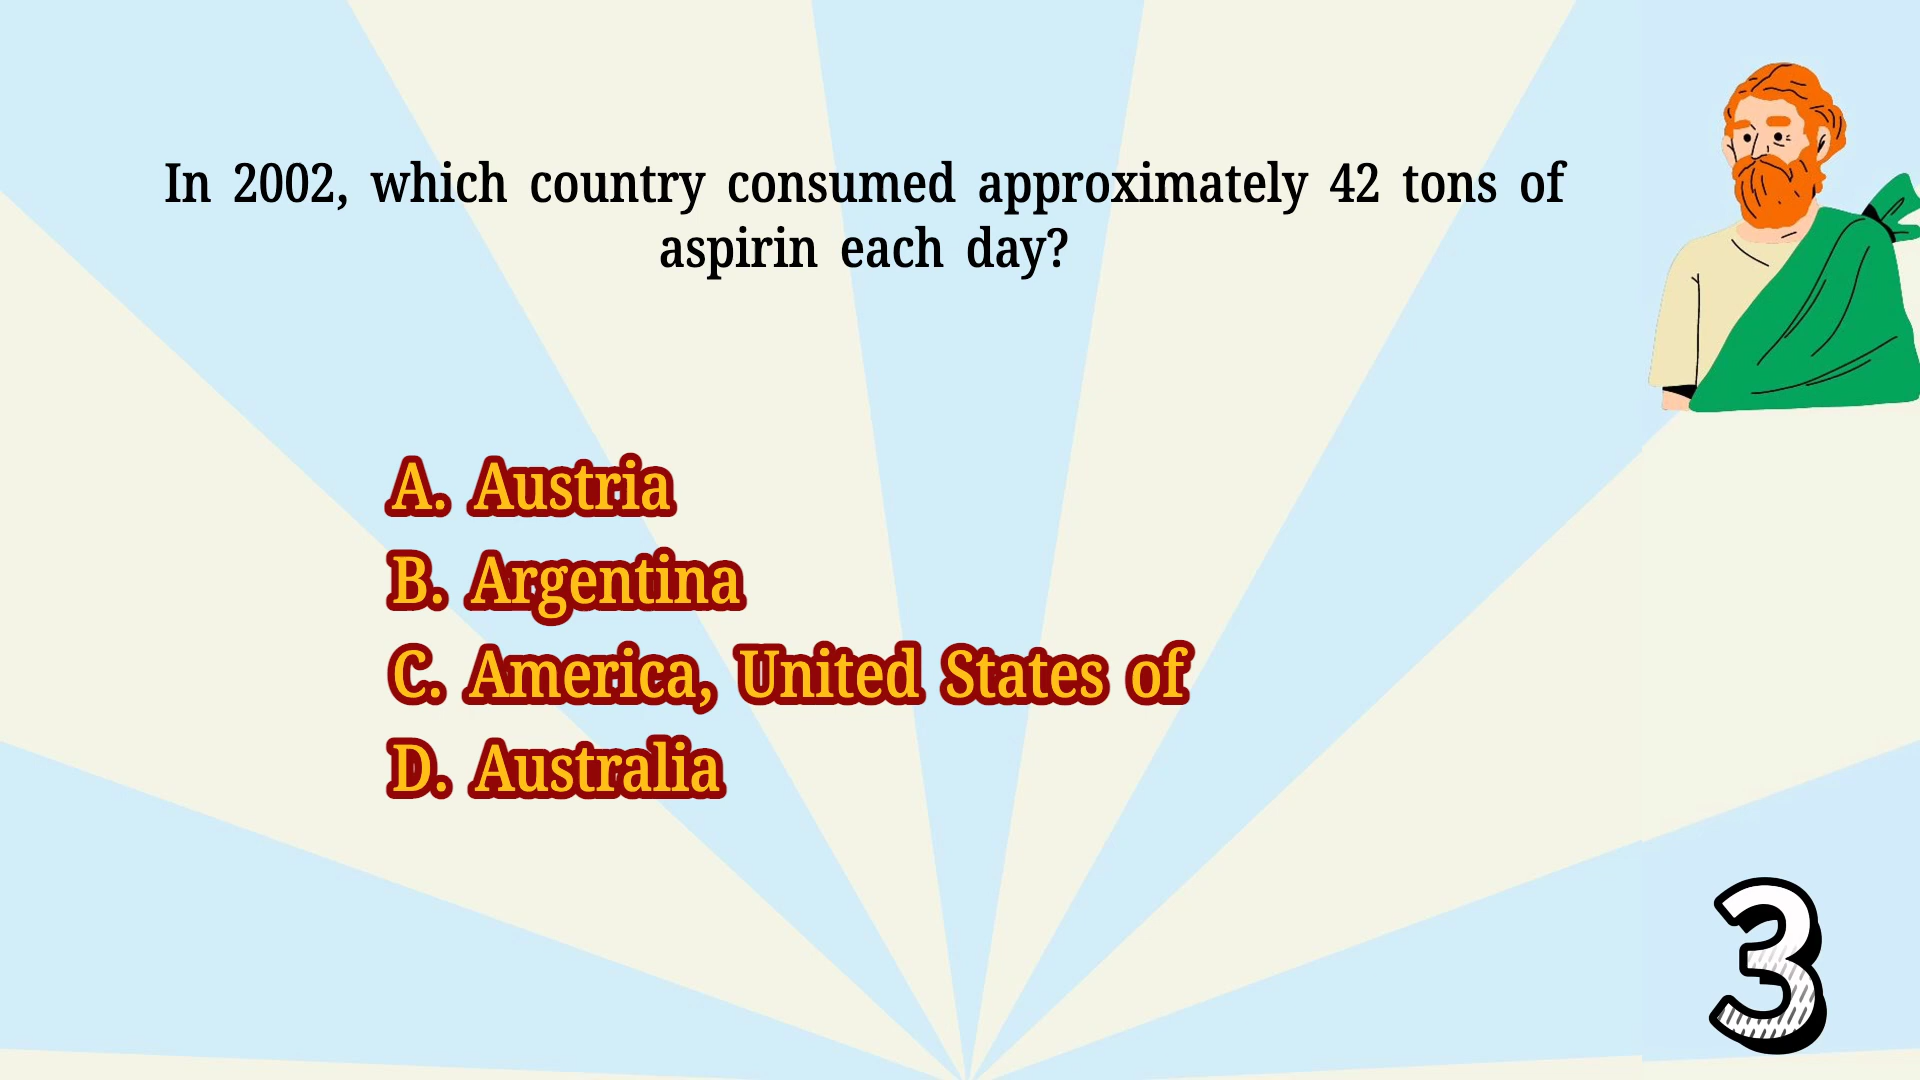 In 2002, which country consumed approximately 42 tons of
aspirin each day?
A. Austria
B. Argentina
C. America, United States of
D. Australia
3